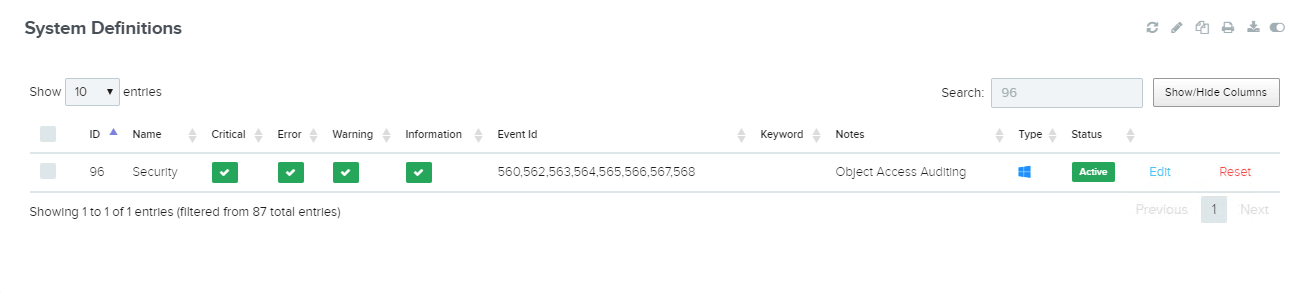 System Definitions
Show 10 entries
Search: 96 Show/Hide Columns
ID Name Critical Error Warning Information Event Id Keyword Notes Type Status
96 Security 560,562,563,564,565,566,567,568 Object Access Auditing Active Edit Reset
Showing 1 to 1 of 1 entries (filtered from 87 total entries)
Previous 1 Next